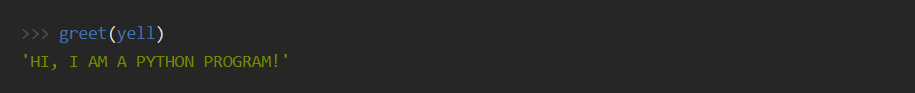 >>> greet(yell)
'HI, I AM A PYTHON PROGRAM!'